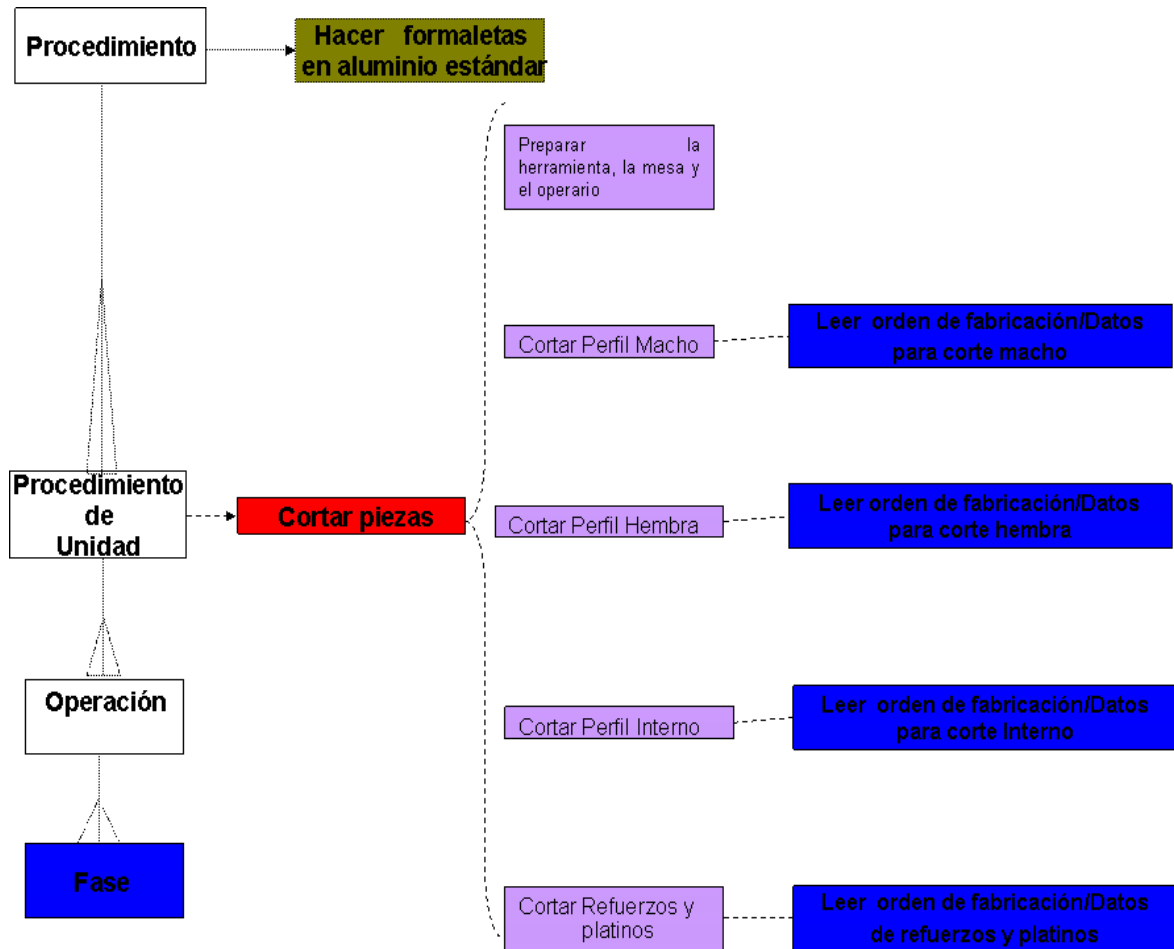 Procedimiento
Hacer formaletas
en aluminio estándar
Preparar la
herramienta, la mesa y
el operario
Cortar Perfil Macho
Leer orden de fabricación/Datos
para corte macho
Procedimiento
de
Unidad
Cortar piezas
Cortar Perfil Hembra
Leer orden de fabricación/Datos
para corte hembra
Operación
Cortar Perfil Interno
Leer orden de fabricación/Datos
para corte Interno
Fase
Cortar Refuerzos y
platinos
Leer orden de fabricación/Datos
de refuerzos y platinos